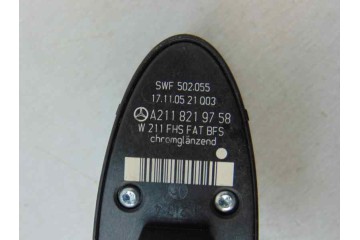 SWF 502.055
17.11.05 21 003
A211 821 97 58
W 211 FHS FAT BFS
chromglänzend